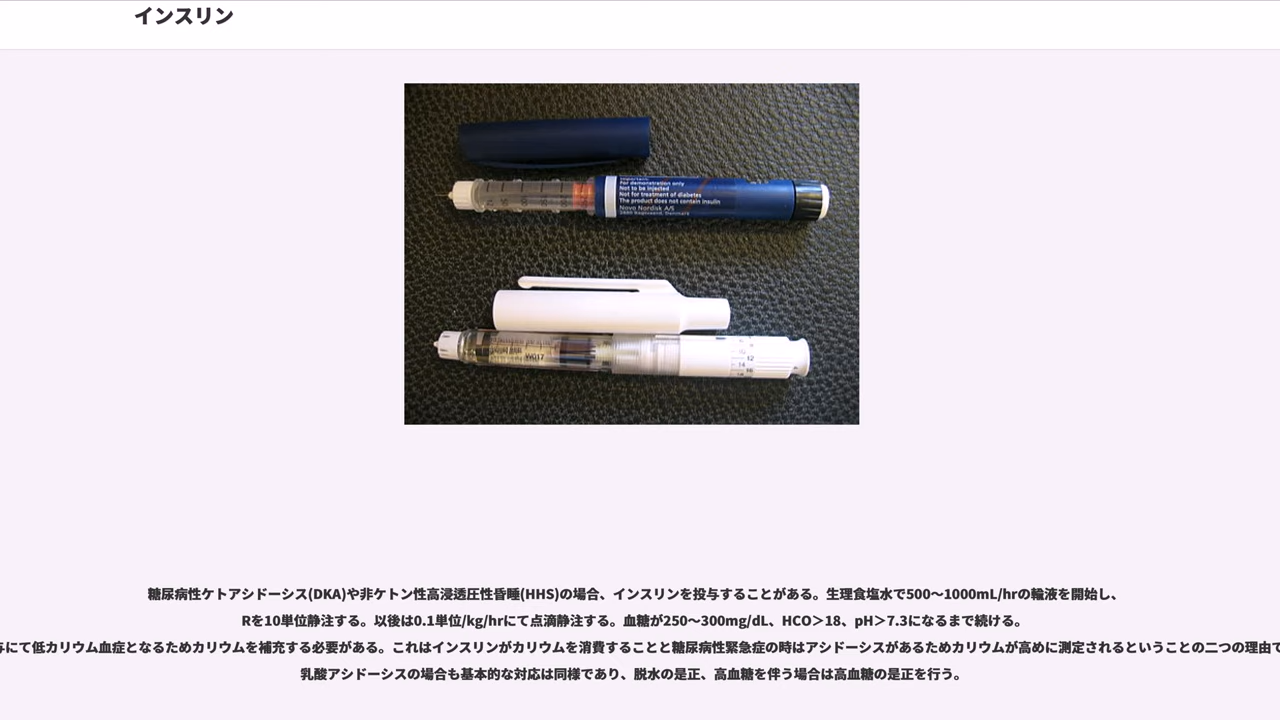 インスリン
Important:
For demonstration only
Not to be injected
Not for treatment of diabetes
The product does not contain insulin
Novo Nordisk A/S
2880 Bagsvaerd, Denmark
12
14
16
糖尿病性ケトアシドーシス(DKA)や非ケトン性高浸透圧性昏睡(HHS)の場合、インスリンを投与することがある。生理食塩水で500〜1000mL/hrの輸液を開始し、
Rを10単位静注する。以後は0.1単位/kg/hrにて点滴静注する。血糖が250〜300mg/dL、HCO＞18、pH＞7.3になるまで続ける。
にて低カリウム血症となるためカリウムを補充する必要がある。これはインスリンがカリウムを消費することと糖尿病性緊急症の時はアシドーシスがあるためカリウムが高めに測定されるということの二つの理由で
乳酸アシドーシスの場合も基本的な対応は同様であり、脱水の是正、高血糖を伴う場合は高血糖の是正を行う。